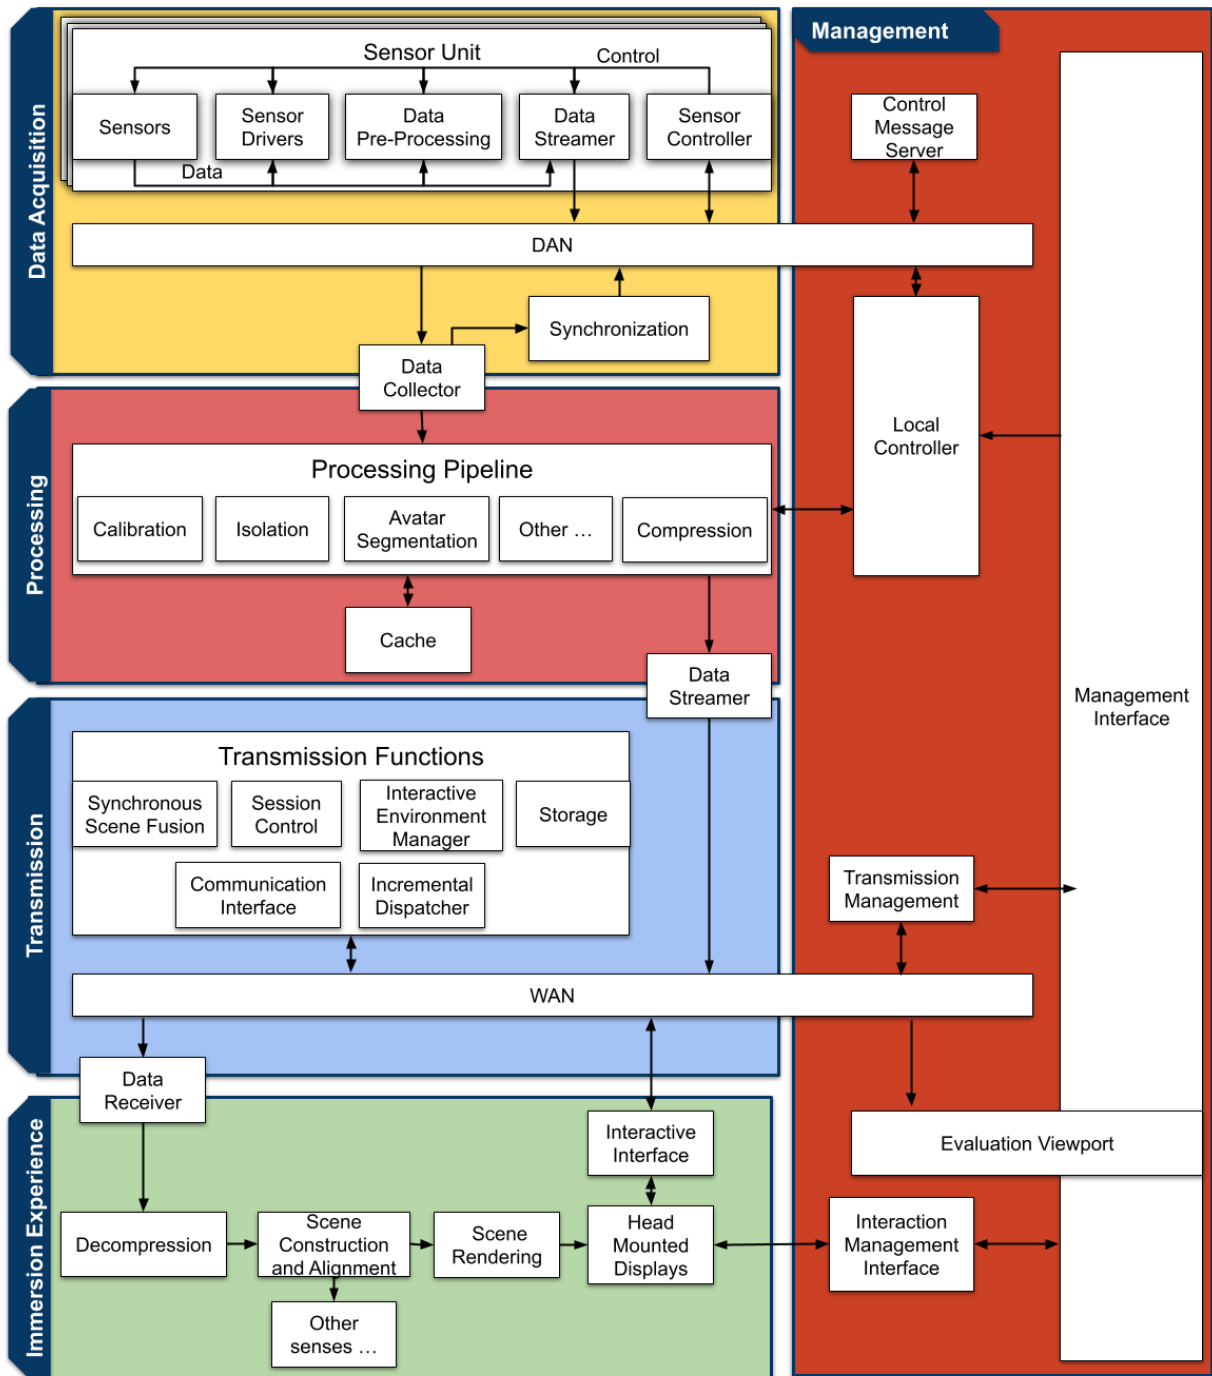 Data Acquisition
Sensor Unit
Control
Sensors
Sensor
Drivers
Data
Pre-Processing
Data
Streamer
Sensor
Controller
Data
DAN
Synchronization
Data
Collector
Management
Control
Message
Server
Local
Controller
Management
Interface
Processing
Processing Pipeline
Calibration
Isolation
Avatar
Segmentation
Other ...
Compression
Cache
Data
Streamer
Transmission
Transmission Functions
Synchronous
Scene Fusion
Session
Control
Interactive
Environment
Manager
Storage
Communication
Interface
Incremental
Dispatcher
Transmission
Management
WAN
Data
Receiver
Immersion Experience
Interactive
Interface
Evaluation Viewport
Decompression
Scene
Construction
and Alignment
Scene
Rendering
Head
Mounted
Displays
Interaction
Management
Interface
Other
senses ...